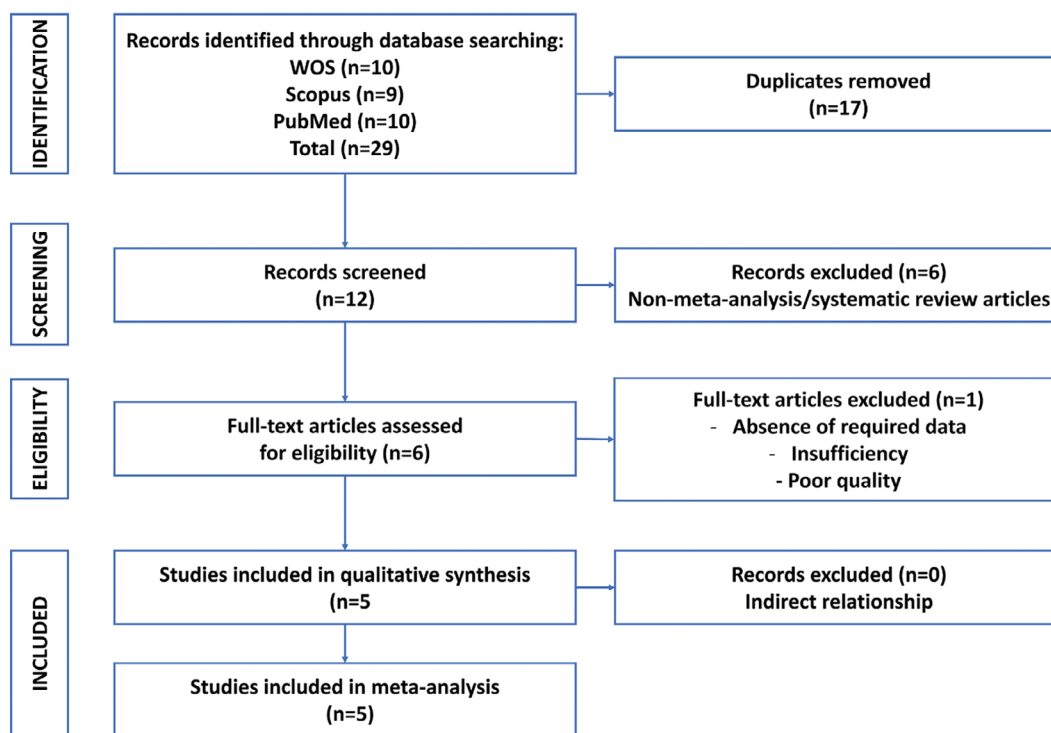 IDENTIFICATION
Records identified through database searching:
WOS (n=10)
Scopus (n=9)
PubMed (n=10)
Total (n=29)
Duplicates removed
(n=17)
SCREENING
Records screened
(n=12)
Records excluded (n=6)
Non-meta-analysis/systematic review articles
ELIGIBILITY
Full-text articles assessed
for eligibility (n=6)
Full-text articles excluded (n=1)
- Absence of required data
- Insufficiency
- Poor quality
INCLUDED
Studies included in qualitative synthesis
(n=5
Records excluded (n=0)
Indirect relationship
Studies included in meta-analysis
(n=5)